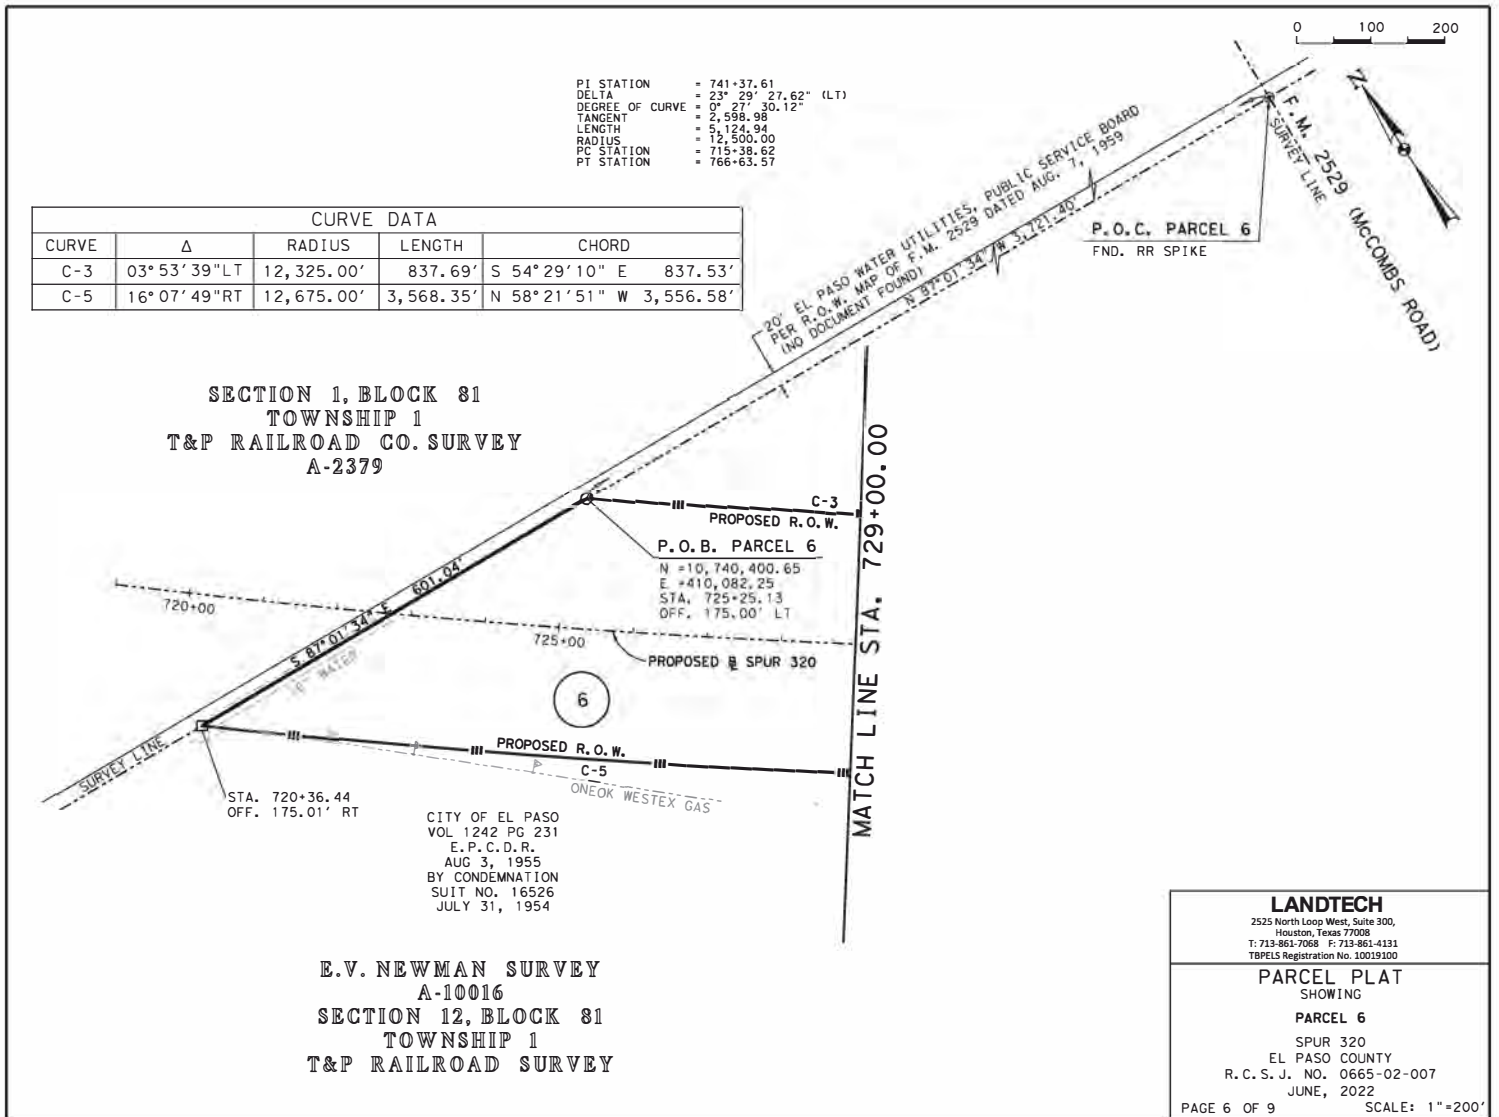 0 100 200
PI STATION = 741+37.61
DELTA = 23° 29' 27.62" (LT)
DEGREE OF CURVE = 0° 27' 30.12"
TANGENT = 2,598.98
LENGTH = 5,124.94
RADIUS = 12,500.00
PC STATION = 715+38.62
PT STATION = 766+63.57
CURVE DATA
CURVE Δ RADIUS LENGTH CHORD
C-3 03°53'39"LT 12,325.00' 837.69' S 54°29'10" E 837.53'
C-5 16°07'49"RT 12,675.00' 3,568.35' N 58°21'51" W 3,556.58'
20' EL PASO WATER UTILITIES, PUBLIC SERVICE BOARD
PER R.O.W. MAP OF F.M. 2529 DATED AUG. 7, 1959
(NO DOCUMENT FOUND)
N 87°01'34" W 3,721.40'
P.O.C. PARCEL 6
FND. RR SPIKE
F.M. 2529 (McCOMBS ROAD)
SURVEY LINE
N
SECTION 1, BLOCK 81
TOWNSHIP 1
T&P RAILROAD CO. SURVEY
A-2379
C-3
PROPOSED R.O.W.
P.O.B. PARCEL 6
N =10,740,400.65
E =410,082.25
STA. 725+25.13
OFF. 175.00' LT
MATCH LINE STA. 729+00.00
S 87°01'34" E 601.04'
720+00
725+00
PROPOSED ℄ SPUR 320
8" WATER
6
SURVEY LINE
PROPOSED R.O.W.
C-5
ONEOK WESTEX GAS
STA. 720+36.44
OFF. 175.01' RT
CITY OF EL PASO
VOL 1242 PG 231
E.P.C.D.R.
AUG 3, 1955
BY CONDEMNATION
SUIT NO. 16526
JULY 31, 1954
E.V. NEWMAN SURVEY
A-10016
SECTION 12, BLOCK 81
TOWNSHIP 1
T&P RAILROAD SURVEY
LANDTECH
2525 North Loop West, Suite 300,
Houston, Texas 77008
T: 713-861-7068 F: 713-861-4131
TBPELS Registration No. 10019100
PARCEL PLAT
SHOWING
PARCEL 6
SPUR 320
EL PASO COUNTY
R.C.S.J. NO. 0665-02-007
JUNE, 2022
PAGE 6 OF 9 SCALE: 1"=200'